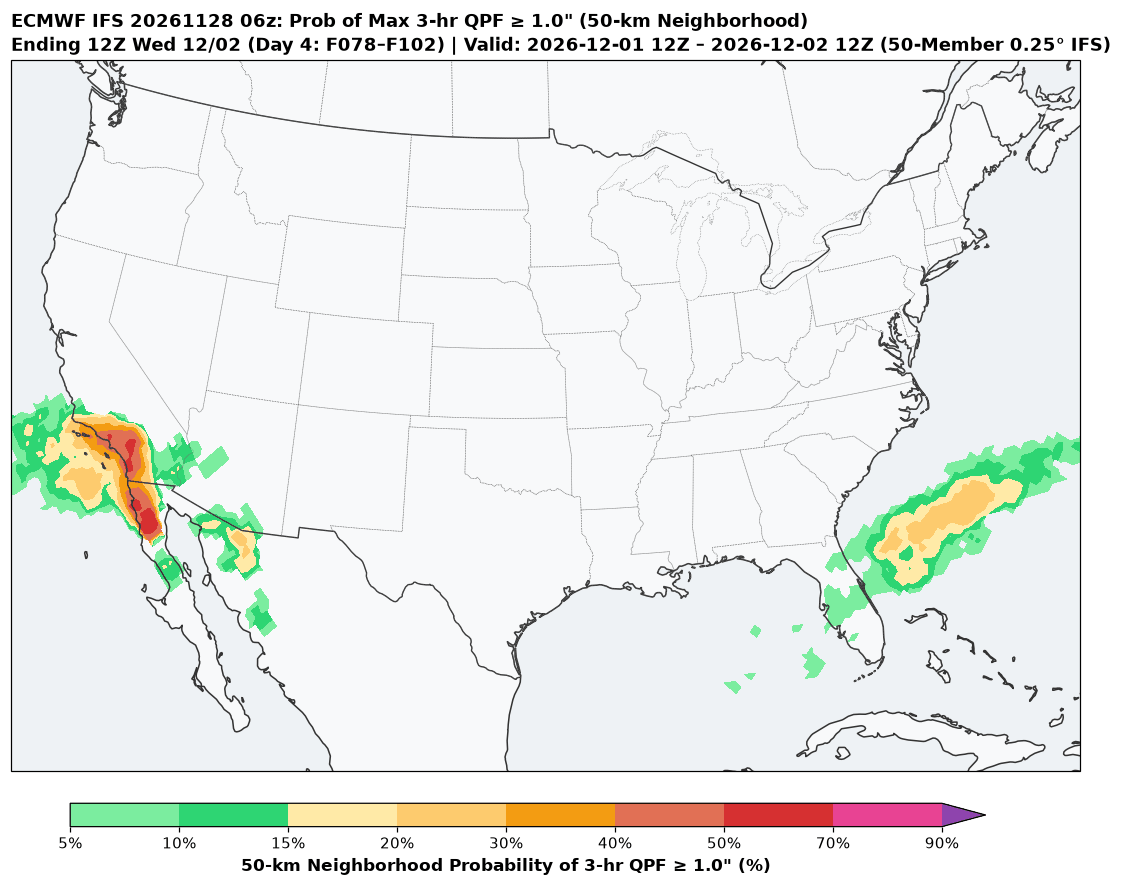 ECMWF IFS 20261128 06z: Prob of Max 3-hr QPF ≥ 1.0" (50-km Neighborhood)
Ending 12Z Wed 12/02 (Day 4: F078–F102) | Valid: 2026-12-01 12Z – 2026-12-02 12Z (50-Member 0.25° IFS)
5% 10% 15% 20% 30% 40% 50% 70% 90%
50-km Neighborhood Probability of 3-hr QPF ≥ 1.0" (%)